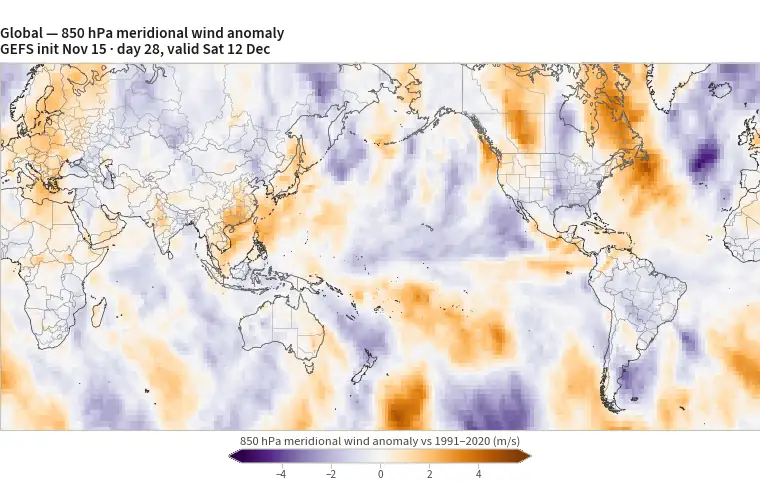 Global — 850 hPa meridional wind anomaly
GEFS init Nov 15 · day 28, valid Sat 12 Dec
850 hPa meridional wind anomaly vs 1991–2020 (m/s)
−4 −2 0 2 4